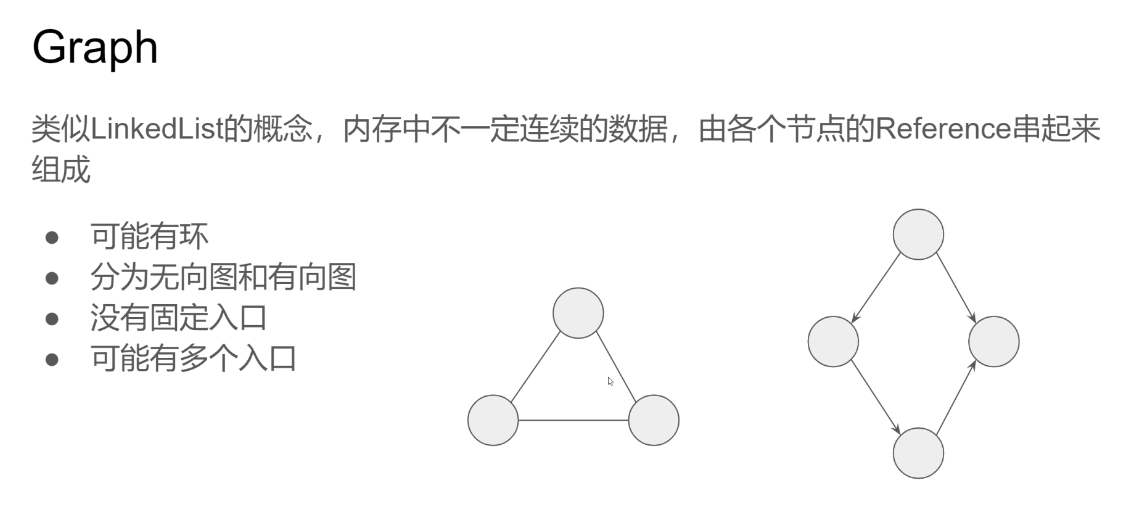 Graph
类似LinkedList的概念，内存中不一定连续的数据，由各个节点的Reference串起来
组成
● 可能有环
● 分为无向图和有向图
● 没有固定入口
● 可能有多个入口